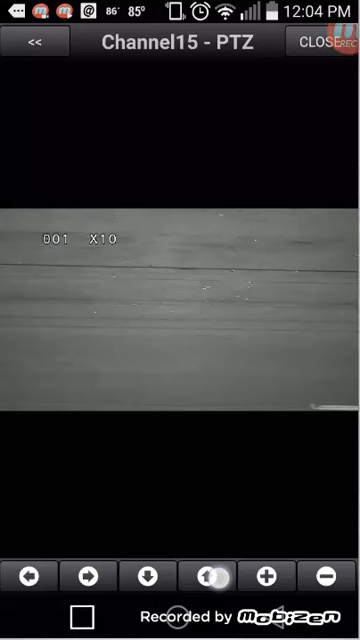 86° 85° 12:04 PM
<< Channel15 - PTZ CLOSE
REC
001 X10
Recorded by mobizen